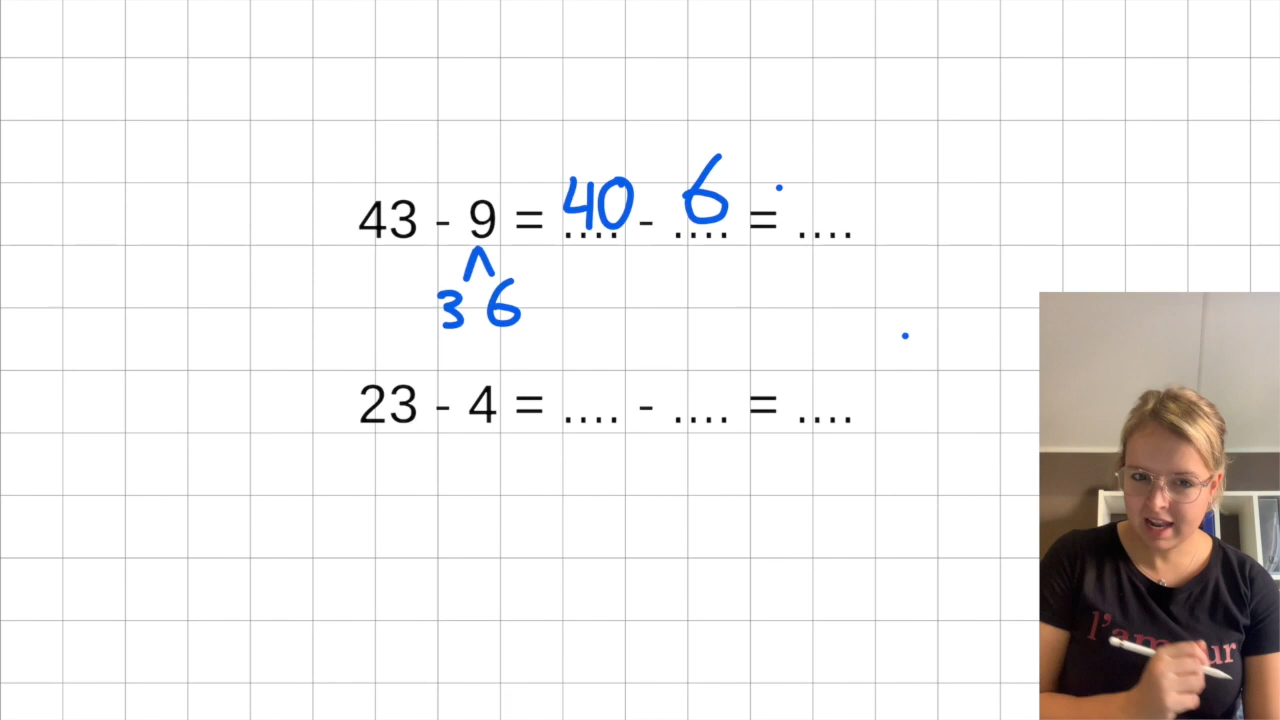 43 - 9 = 40 - 6 = ....
3 6
23 - 4 = .... - .... = ....
l'amour